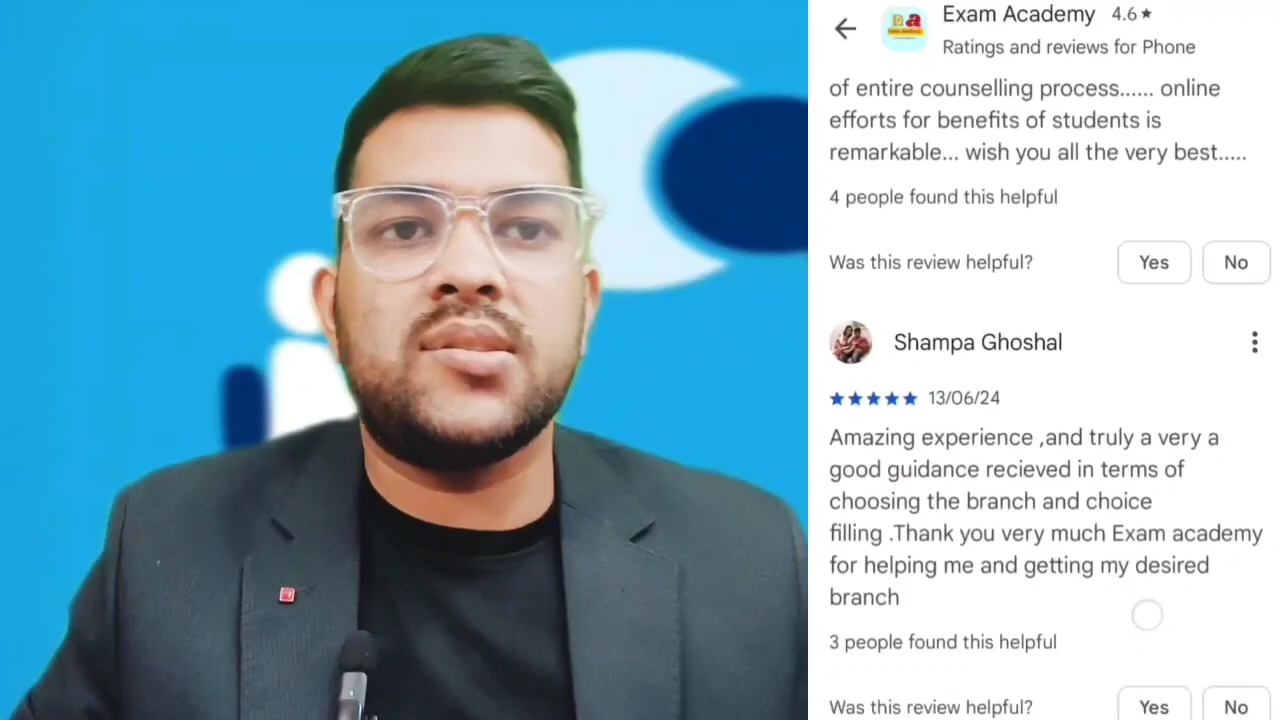 Exam Academy 4.6★
Ratings and reviews for Phone
of entire counselling process...... online
efforts for benefits of students is
remarkable... wish you all the very best.....
4 people found this helpful
Was this review helpful? Yes No
Shampa Ghoshal
★★★★★ 13/06/24
Amazing experience ,and truly a very a
good guidance recieved in terms of
choosing the branch and choice
filling .Thank you very much Exam academy
for helping me and getting my desired
branch
3 people found this helpful
Was this review helpful? Yes No